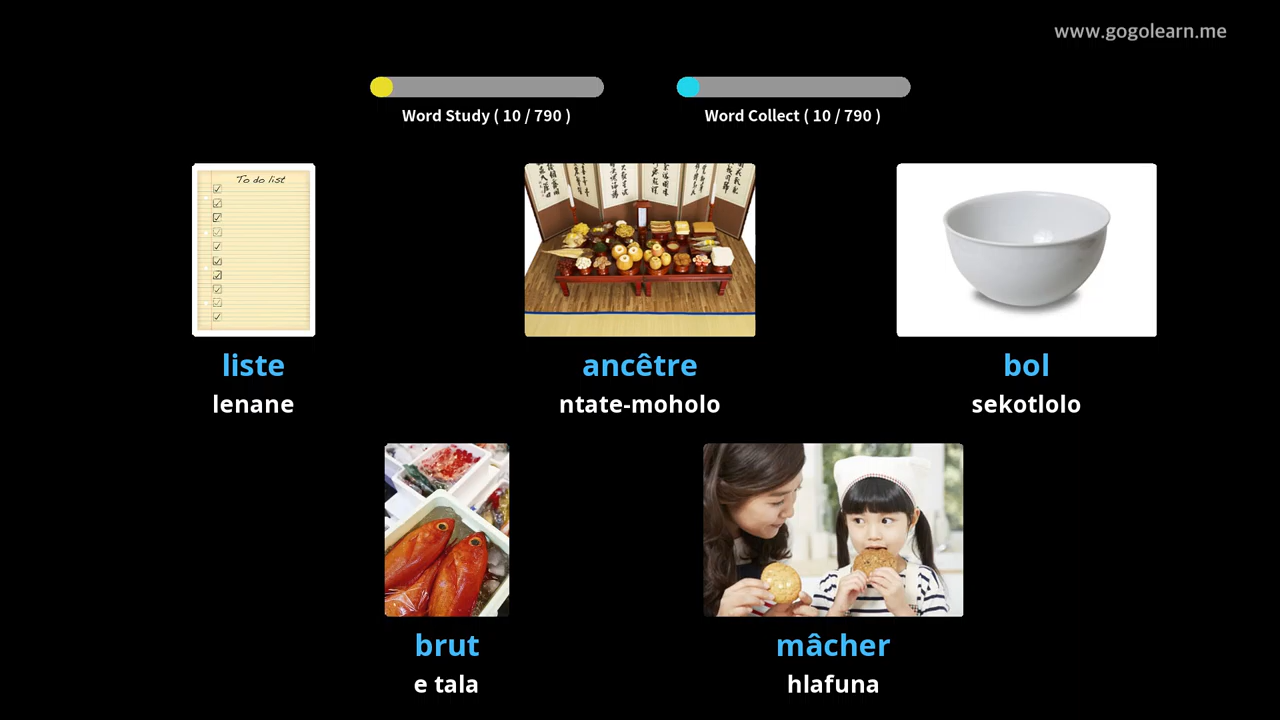 www.gogolearn.me
Word Study ( 10 / 790 )
Word Collect ( 10 / 790 )
To do list
liste
lenane
ancêtre
ntate-moholo
bol
sekotlolo
brut
e tala
mâcher
hlafuna